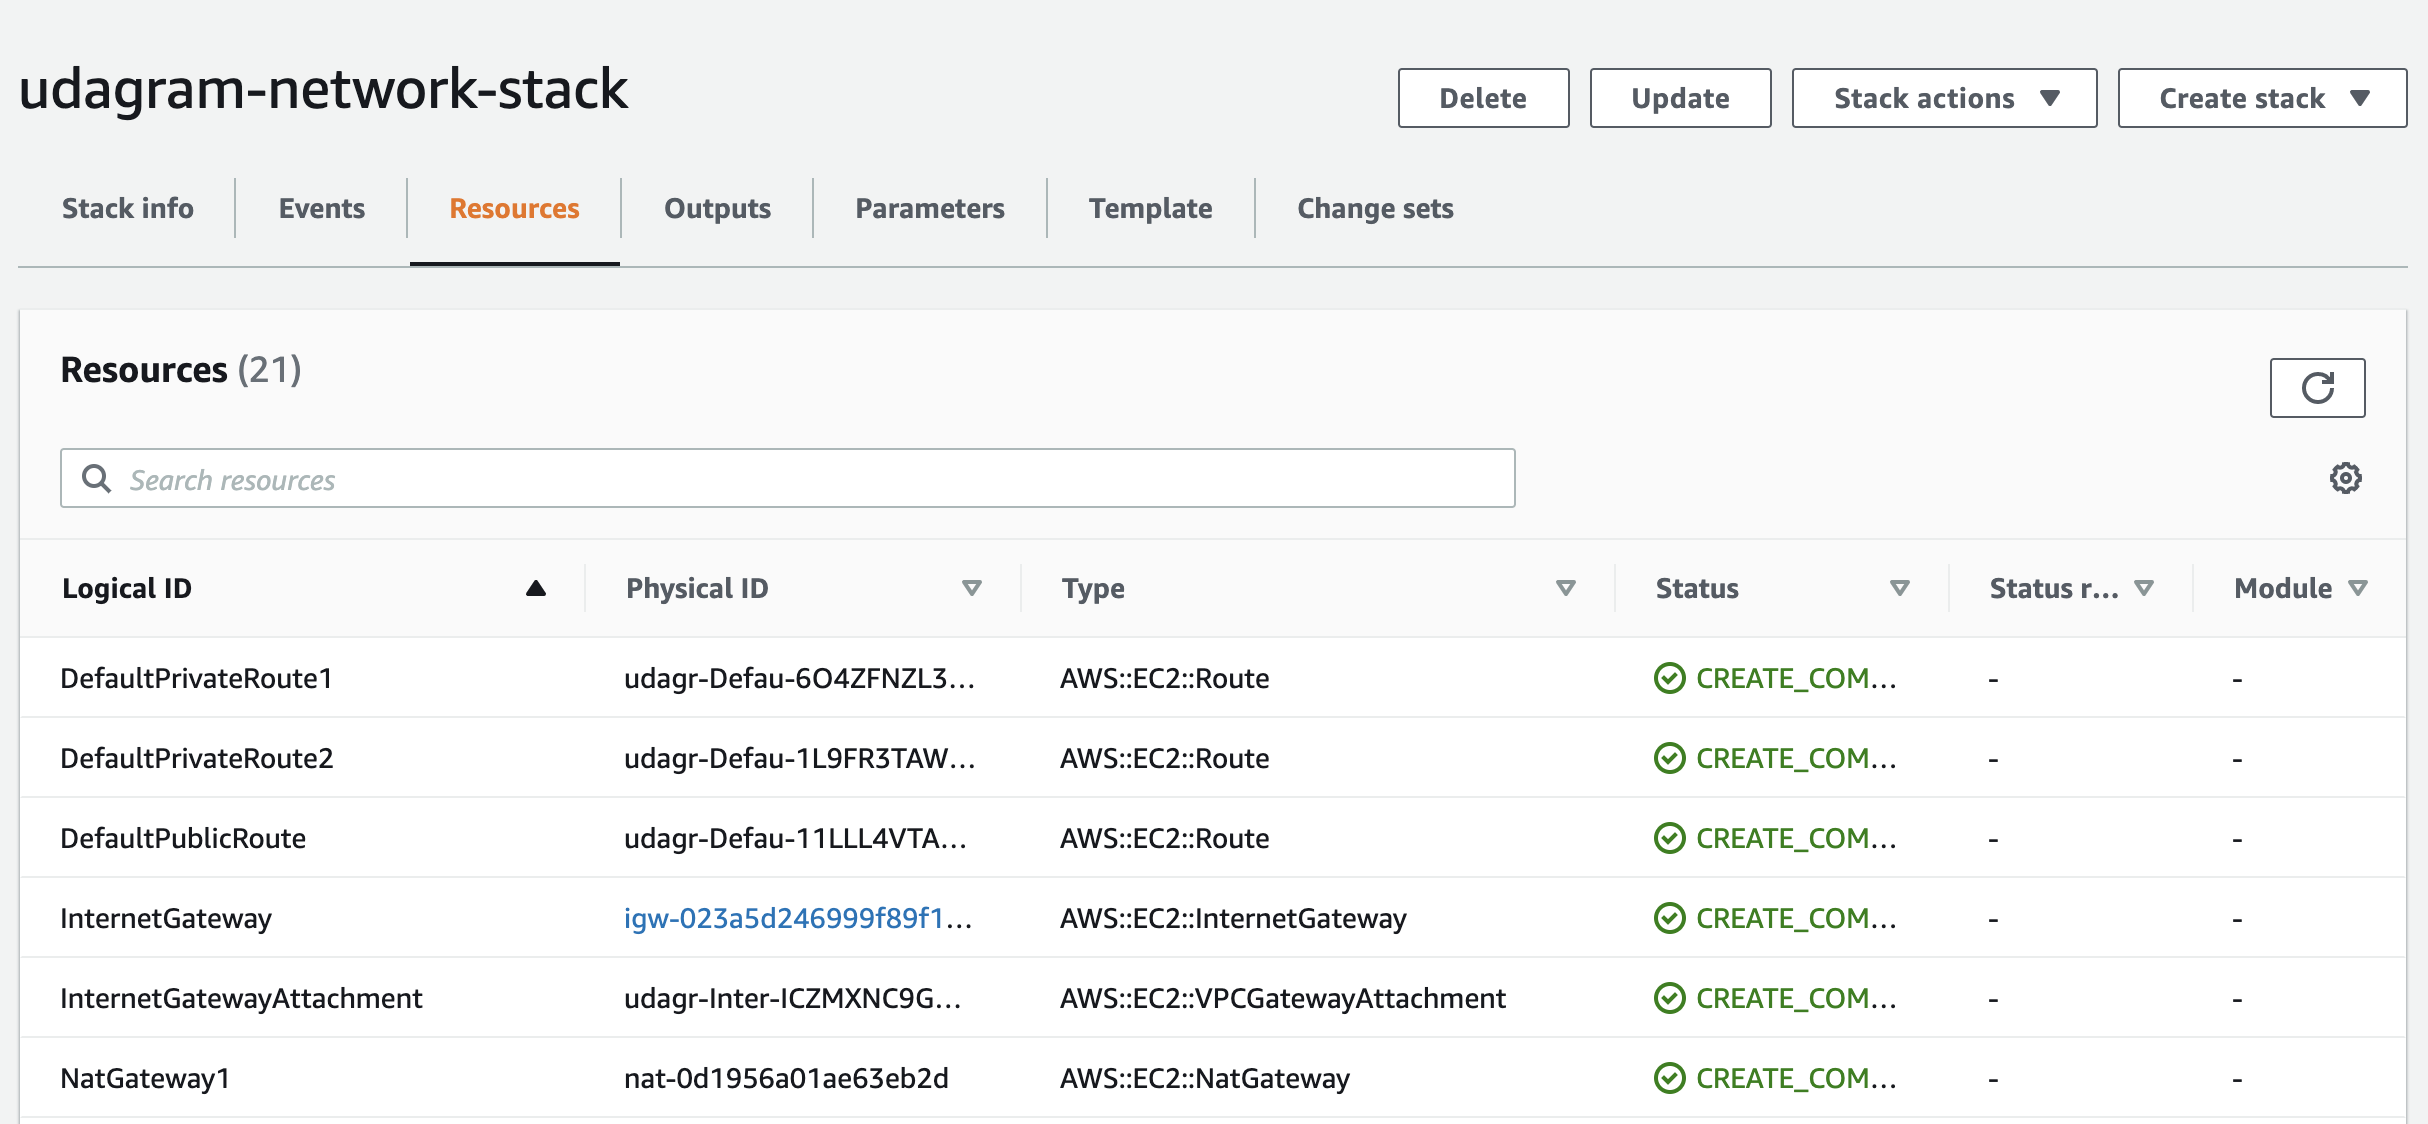 udagram-network-stack
Delete Update Stack actions Create stack
Stack info Events Resources Outputs Parameters Template Change sets
Resources (21)
Search resources
Logical ID Physical ID Type Status Status r... Module
DefaultPrivateRoute1 udagr-Defau-6O4ZFNZL3... AWS::EC2::Route CREATE_COM... - -
DefaultPrivateRoute2 udagr-Defau-1L9FR3TAW... AWS::EC2::Route CREATE_COM... - -
DefaultPublicRoute udagr-Defau-11LLL4VTA... AWS::EC2::Route CREATE_COM... - -
InternetGateway igw-023a5d246999f89f1... AWS::EC2::InternetGateway CREATE_COM... - -
InternetGatewayAttachment udagr-Inter-ICZMXNC9G... AWS::EC2::VPCGatewayAttachment CREATE_COM... - -
NatGateway1 nat-0d1956a01ae63eb2d AWS::EC2::NatGateway CREATE_COM... - -